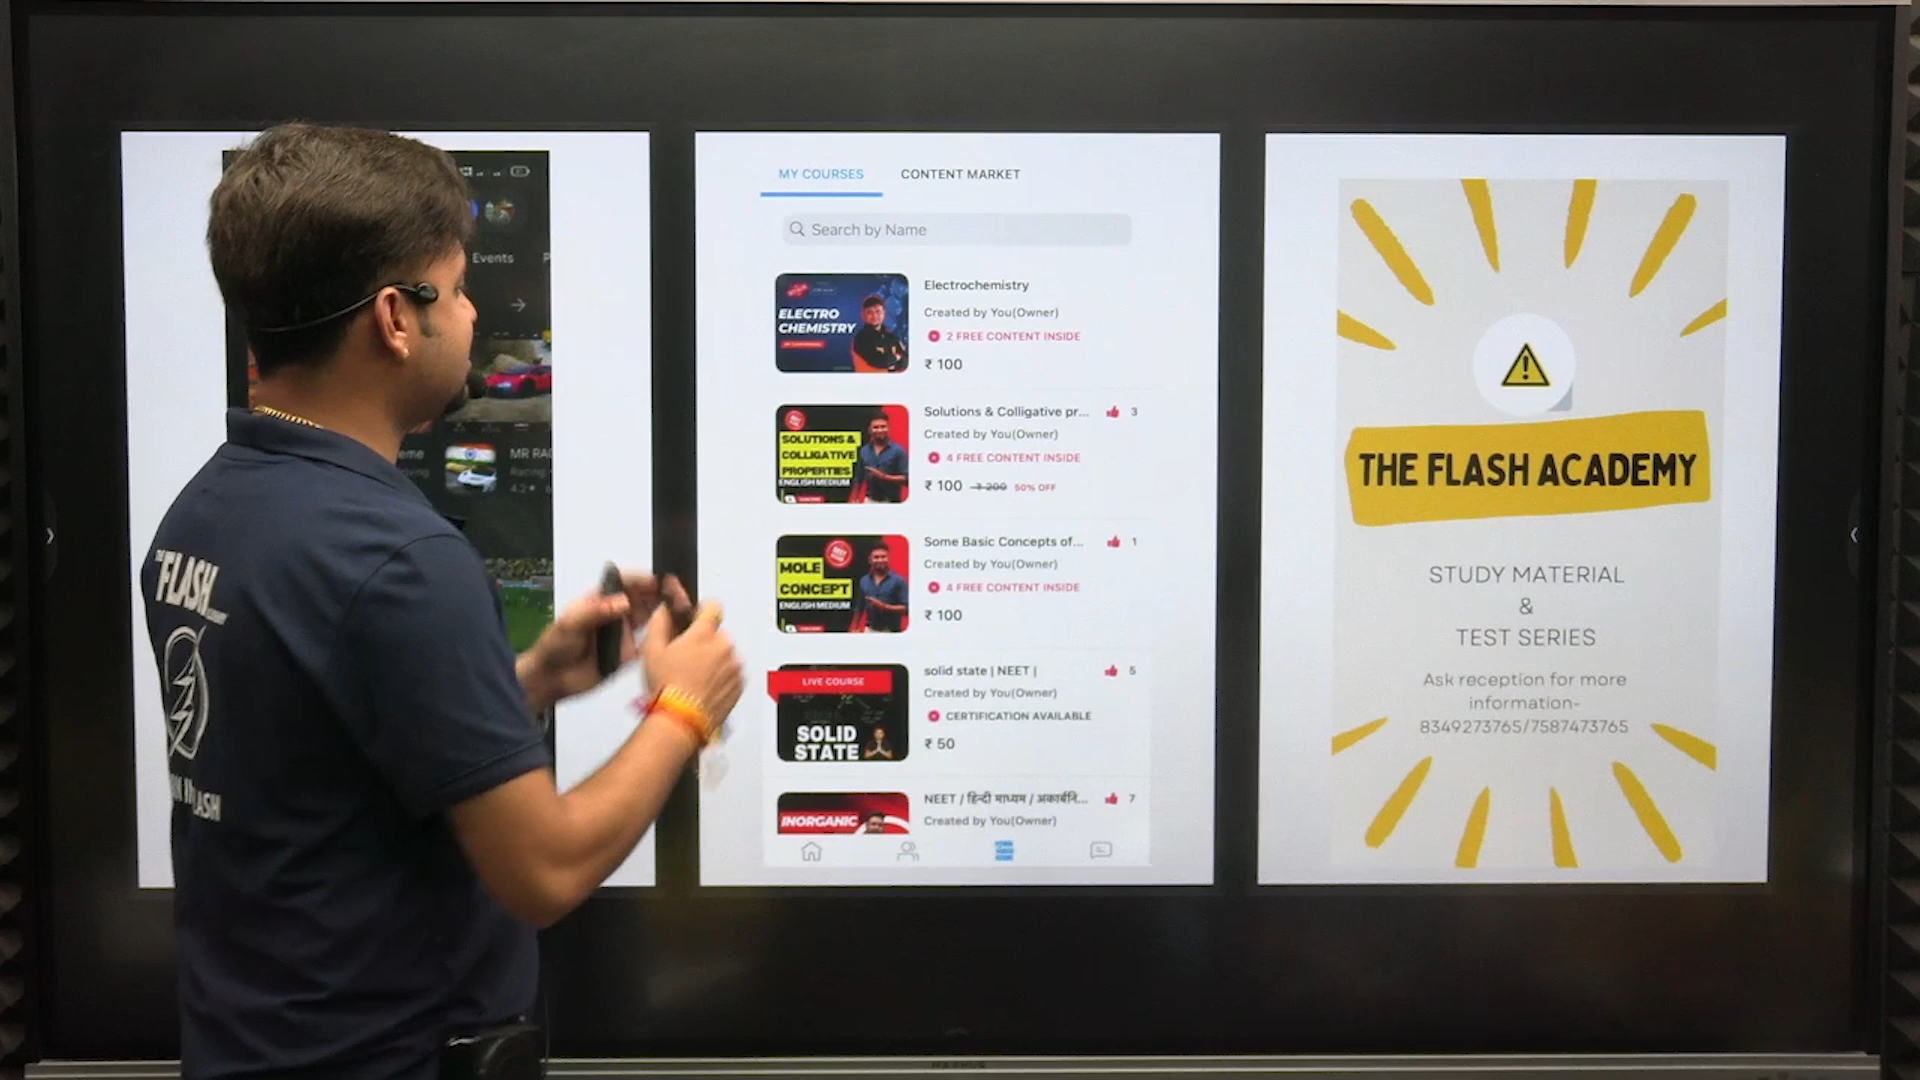 Events
MR RA
4.2★
MY COURSES
CONTENT MARKET
Search by Name
ELECTRO
CHEMISTRY
Electrochemistry
Created by You(Owner)
2 FREE CONTENT INSIDE
₹ 100
SOLUTIONS &
COLLIGATIVE
PROPERTIES
ENGLISH MEDIUM
Solutions & Colligative pr...
3
Created by You(Owner)
4 FREE CONTENT INSIDE
₹ 100 ₹ 200 50% OFF
MOLE
CONCEPT
ENGLISH MEDIUM
Some Basic Concepts of...
1
Created by You(Owner)
4 FREE CONTENT INSIDE
₹ 100
LIVE COURSE
SOLID
STATE
solid state | NEET |
5
Created by You(Owner)
CERTIFICATION AVAILABLE
₹ 50
INORGANIC
NEET / हिन्दी माध्यम / अकार्बनि...
7
Created by You(Owner)
THE FLASH ACADEMY
STUDY MATERIAL
&
TEST SERIES
Ask reception for more
information-
8349273765/7587473765
THE
FLASH